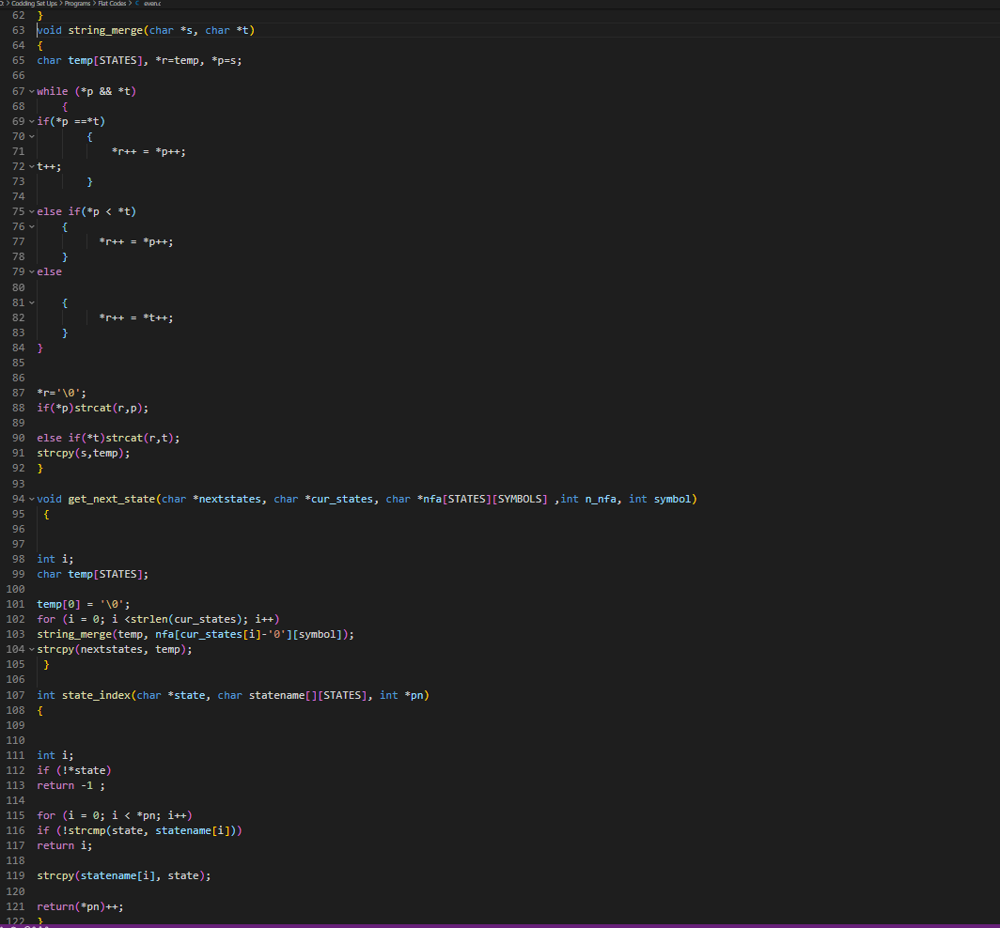 D: > Codding Set Ups > Programs > Flat Codes > C even.c
62 }
63 void string_merge(char *s, char *t)
64 {
65 char temp[STATES], *r=temp, *p=s;
66
67 while (*p && *t)
68 {
69 if(*p ==*t)
70 {
71 *r++ = *p++;
72 t++;
73 }
74
75 else if(*p < *t)
76 {
77 *r++ = *p++;
78 }
79 else
80
81 {
82 *r++ = *t++;
83 }
84 }
85
86
87 *r='\0';
88 if(*p)strcat(r,p);
89
90 else if(*t)strcat(r,t);
91 strcpy(s,temp);
92 }
93
94 void get_next_state(char *nextstates, char *cur_states, char *nfa[STATES][SYMBOLS] ,int n_nfa, int symbol)
95 {
96
97
98 int i;
99 char temp[STATES];
100
101 temp[0] = '\0';
102 for (i = 0; i <strlen(cur_states); i++)
103 string_merge(temp, nfa[cur_states[i]-'0'][symbol]);
104 strcpy(nextstates, temp);
105 }
106
107 int state_index(char *state, char statename[][STATES], int *pn)
108 {
109
110
111 int i;
112 if (!*state)
113 return -1 ;
114
115 for (i = 0; i < *pn; i++)
116 if (!strcmp(state, statename[i]))
117 return i;
118
119 strcpy(statename[i], state);
120
121 return(*pn)++;
122 }